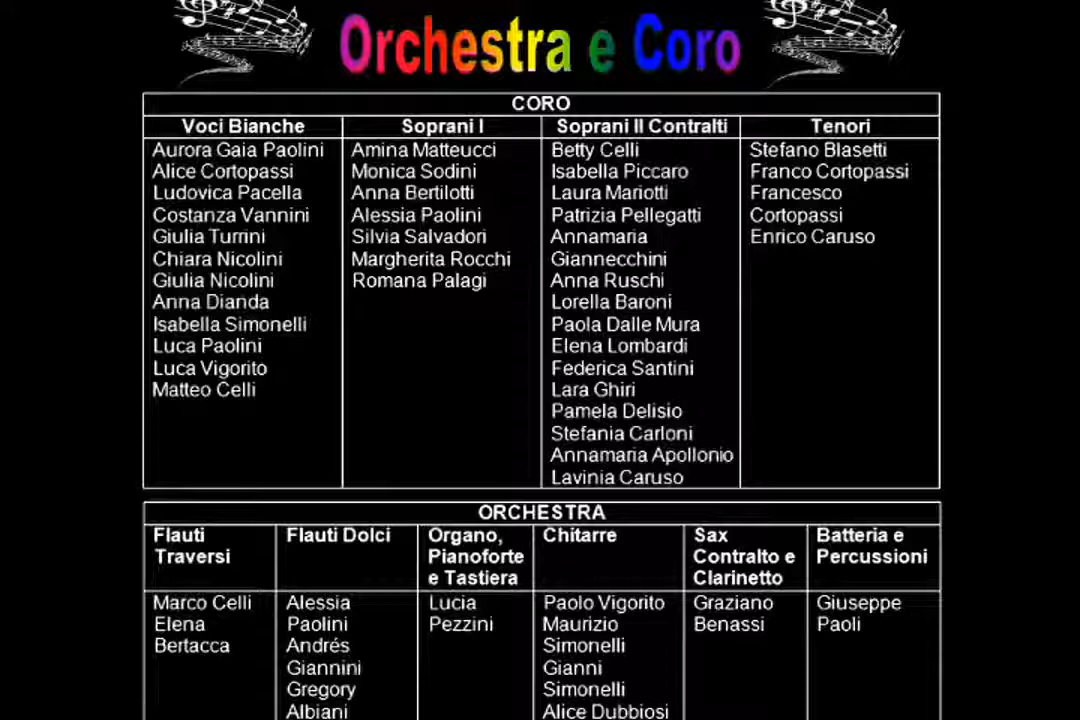 Orchestra e Coro
CORO
Voci Bianche
Aurora Gaia Paolini
Alice Cortopassi
Ludovica Pacella
Costanza Vannini
Giulia Turrini
Chiara Nicolini
Giulia Nicolini
Anna Dianda
Isabella Simonelli
Luca Paolini
Luca Vigorito
Matteo Celli
Soprani I
Amina Matteucci
Monica Sodini
Anna Bertilotti
Alessia Paolini
Silvia Salvadori
Margherita Rocchi
Romana Palagi
Soprani II Contralti
Betty Celli
Isabella Piccaro
Laura Mariotti
Patrizia Pellegatti
Annamaria
Giannecchini
Anna Ruschi
Lorella Baroni
Paola Dalle Mura
Elena Lombardi
Federica Santini
Lara Ghiri
Pamela Delisio
Stefania Carloni
Annamaria Apollonio
Lavinia Caruso
Tenori
Stefano Blasetti
Franco Cortopassi
Francesco
Cortopassi
Enrico Caruso
ORCHESTRA
Flauti
Traversi
Marco Celli
Elena
Bertacca
Flauti Dolci
Alessia
Paolini
Andrés
Giannini
Gregory
Albiani
Organo,
Pianoforte
e Tastiera
Lucia
Pezzini
Chitarre
Paolo Vigorito
Maurizio
Simonelli
Gianni
Simonelli
Alice Dubbiosi
Sax
Contralto e
Clarinetto
Graziano
Benassi
Batteria e
Percussioni
Giuseppe
Paoli